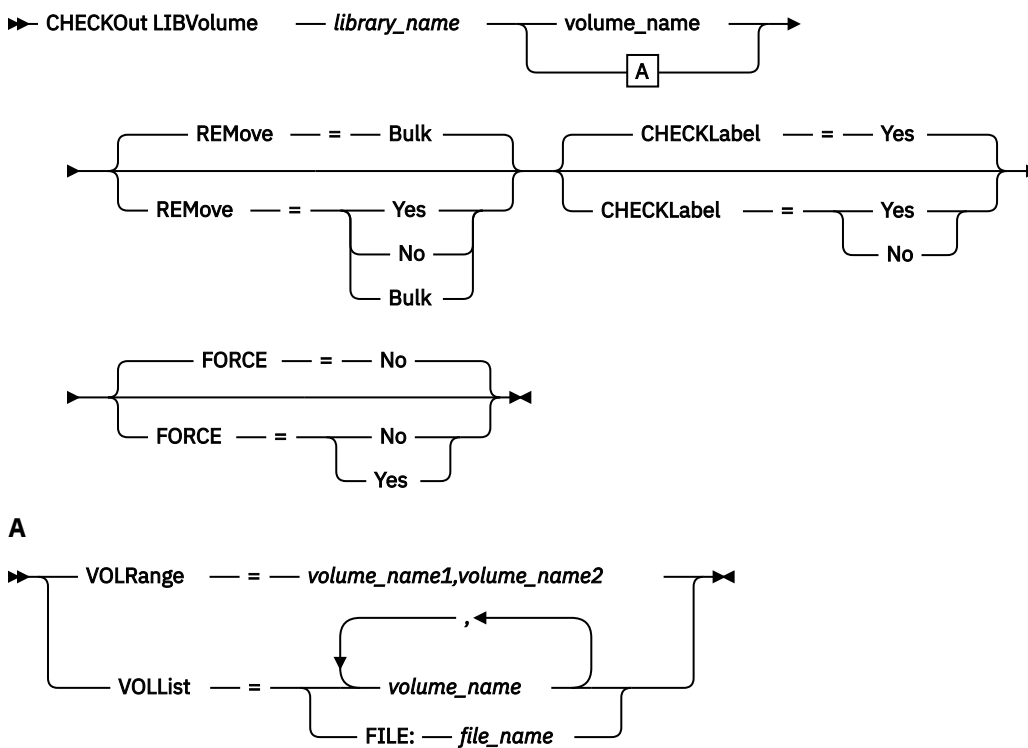 CHECKOut LIBVolume library_name volume_name
A
REMove = Bulk CHECKLabel = Yes
REMove = Yes CHECKLabel = Yes
No No
Bulk
FORCE = No
FORCE = No
Yes
A
VOLRange = volume_name1,volume_name2
,
VOLList = volume_name
FILE: file_name